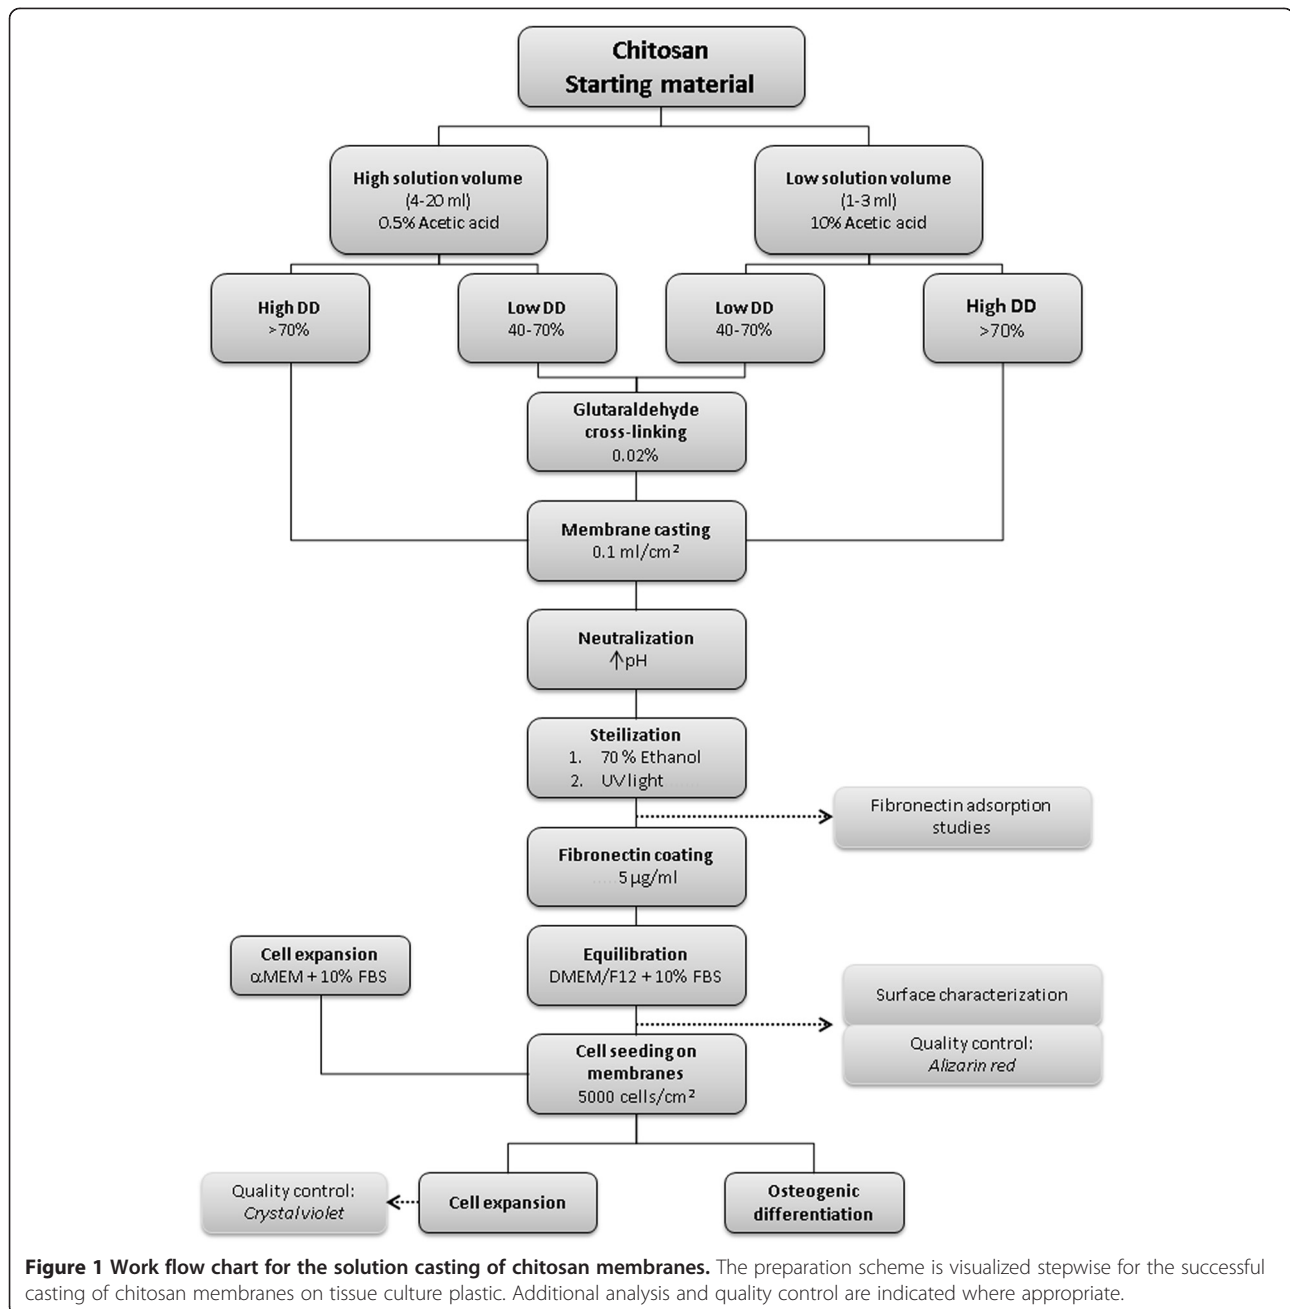 Chitosan
Starting material
High solution volume
(4-20 ml)
0.5% Acetic acid
Low solution volume
(1-3 ml)
10% Acetic acid
High DD
>70%
Low DD
40-70%
Low DD
40-70%
High DD
>70%
Glutaraldehyde
cross-linking
0.02%
Membrane casting
0.1 ml/cm²
Neutralization
↑pH
Steilization
1. 70 % Ethanol
2. UV light
Fibronectin adsorption
studies
Fibronectin coating
5 µg/ml
Cell expansion
αMEM + 10% FBS
Equilibration
DMEM/F12 + 10% FBS
Surface characterization
Quality control:
Alizarin red
Cell seeding on
membranes
5000 cells/cm²
Quality control:
Crystal violet
Cell expansion
Osteogenic
differentiation
Figure 1 Work flow chart for the solution casting of chitosan membranes. The preparation scheme is visualized stepwise for the successful
casting of chitosan membranes on tissue culture plastic. Additional analysis and quality control are indicated where appropriate.